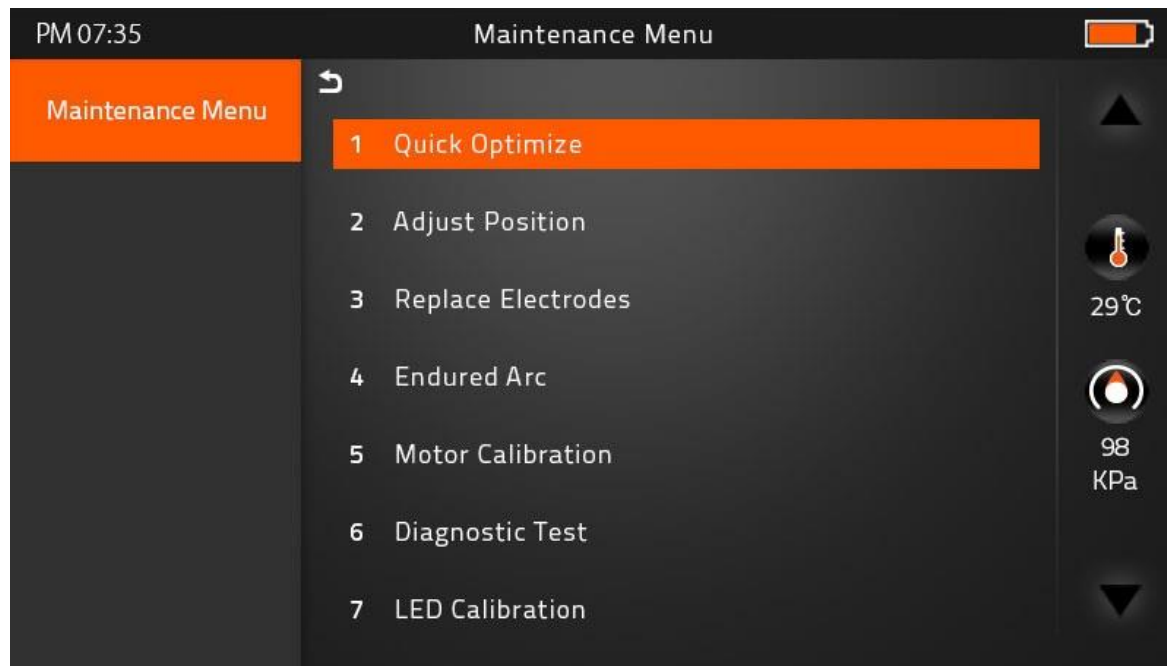 PM 07:35
Maintenance Menu
Maintenance Menu
1 Quick Optimize
2 Adjust Position
3 Replace Electrodes
4 Endured Arc
5 Motor Calibration
6 Diagnostic Test
7 LED Calibration
29℃
98
KPa